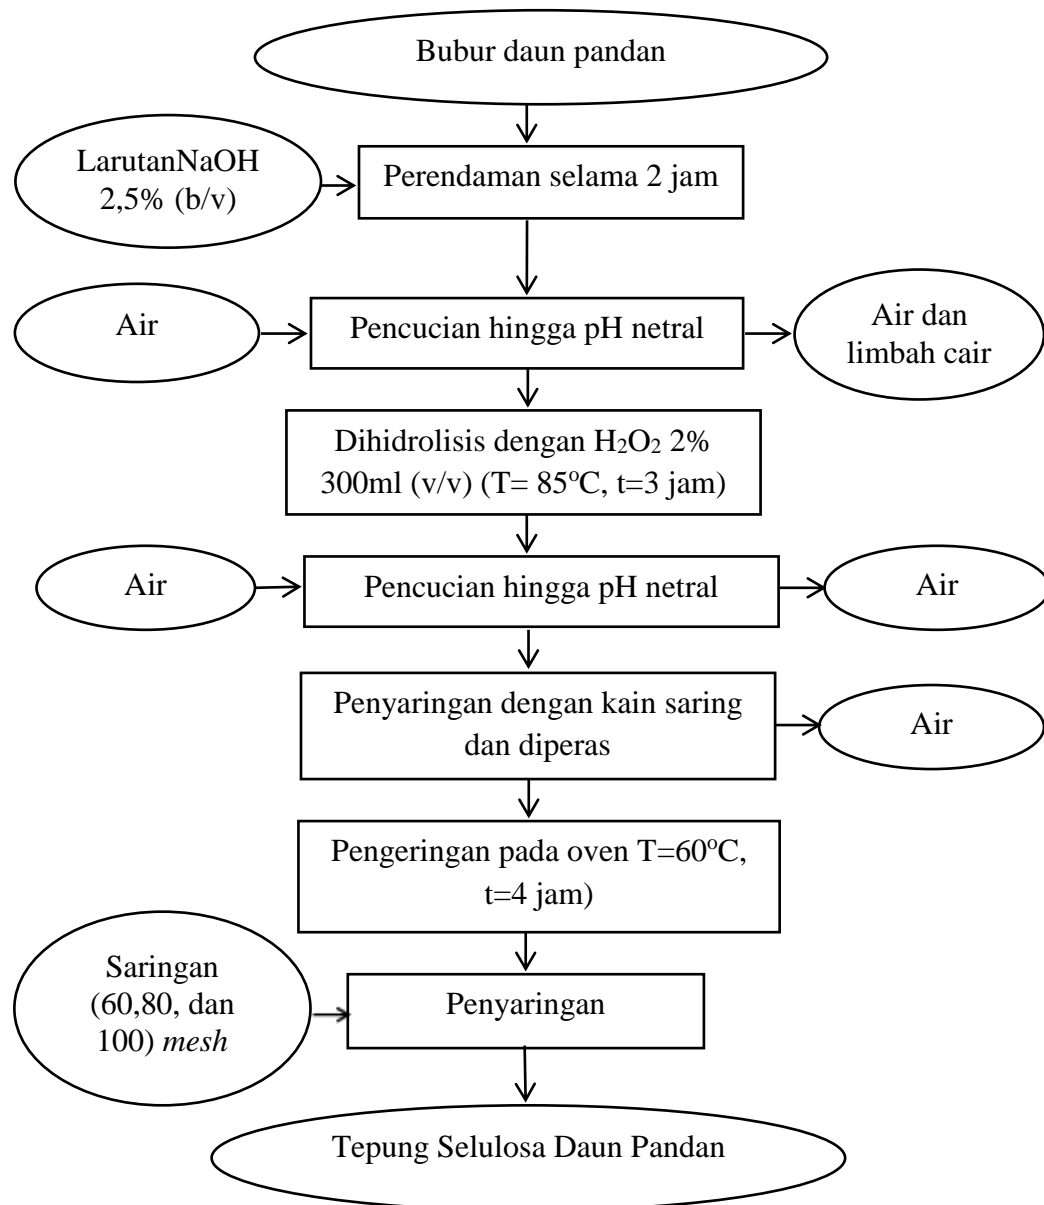 Bubur daun pandan
LarutanNaOH
2,5% (b/v)
Perendaman selama 2 jam
Air
Pencucian hingga pH netral
Air dan
limbah cair
Dihidrolisis dengan H₂O₂ 2%
300ml (v/v) (T= 85ºC, t=3 jam)
Air
Pencucian hingga pH netral
Air
Penyaringan dengan kain saring
dan diperas
Air
Pengeringan pada oven T=60ºC,
t=4 jam)
Saringan
(60,80, dan
100) mesh
Penyaringan
Tepung Selulosa Daun Pandan